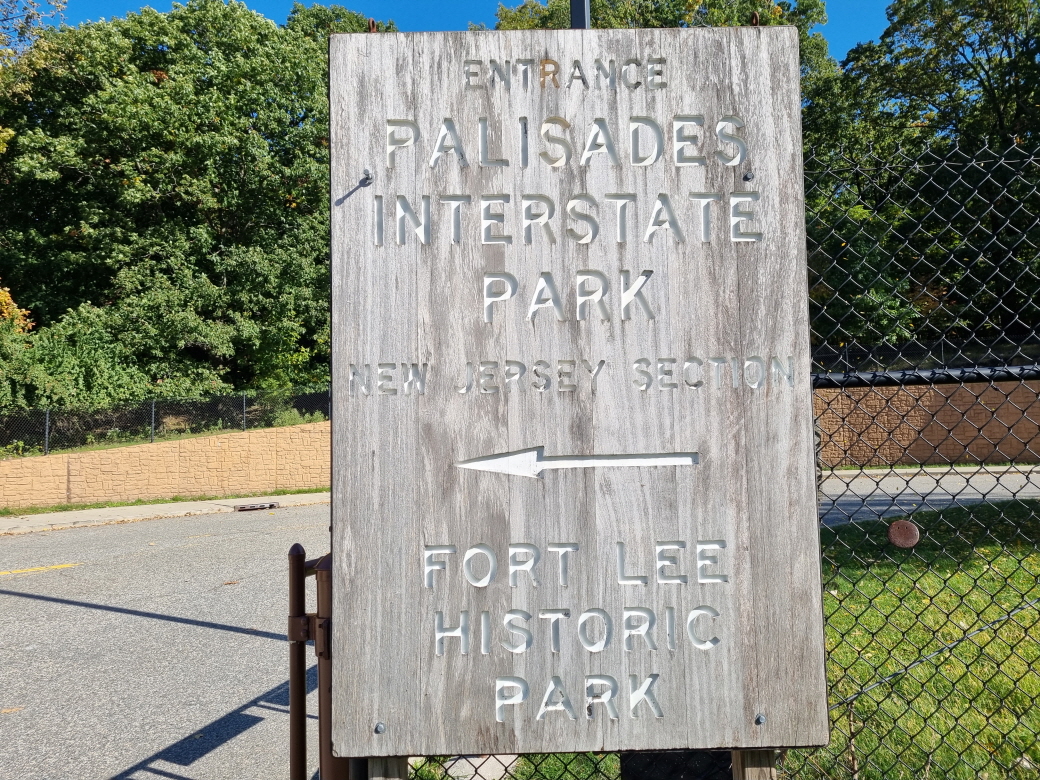 ENTRANCE
PALISADES
INTERSTATE
PARK
NEW JERSEY SECTION
FORT LEE
HISTORIC
PARK